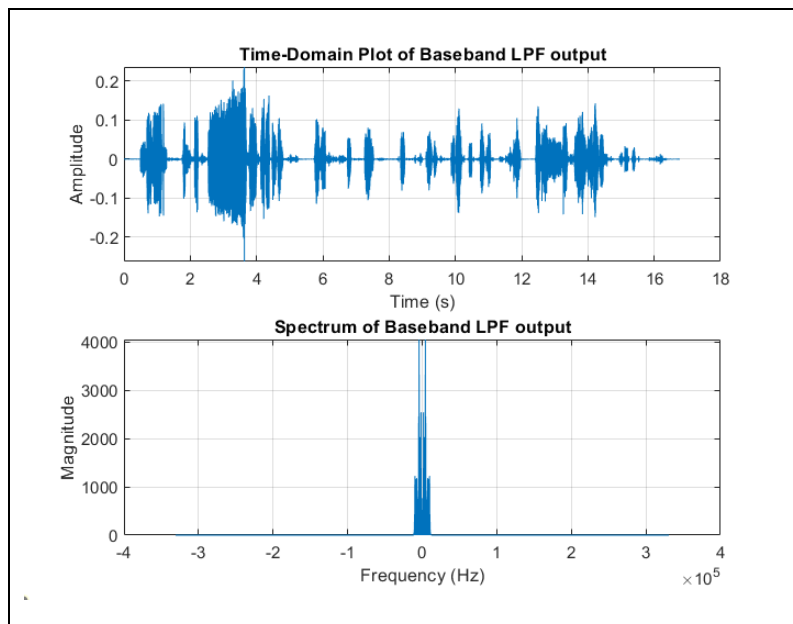 Time-Domain Plot of Baseband LPF output
0.2
0.1
0
-0.1
-0.2
Amplitude
0 2 4 6 8 10 12 14 16 18
Time (s)
Spectrum of Baseband LPF output
4000
3000
2000
1000
0
Magnitude
-4 -3 -2 -1 0 1 2 3 4
Frequency (Hz)
×10^5